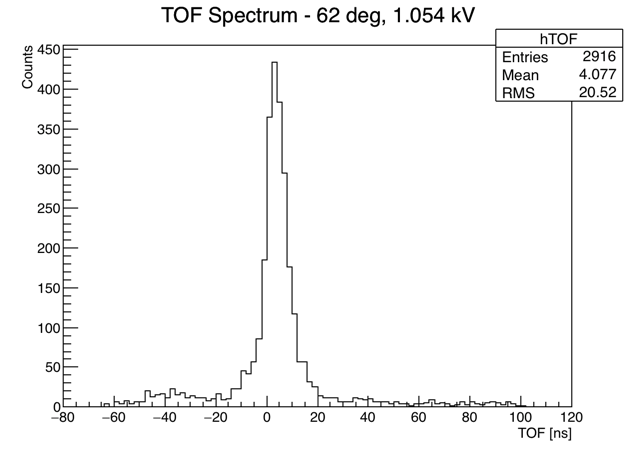 TOF Spectrum - 62 deg, 1.054 kV
hTOF
Entries 2916
Mean 4.077
RMS 20.52
Counts
450
400
350
300
250
200
150
100
50
0
−80 −60 −40 −20 0 20 40 60 80 100 120
TOF [ns]